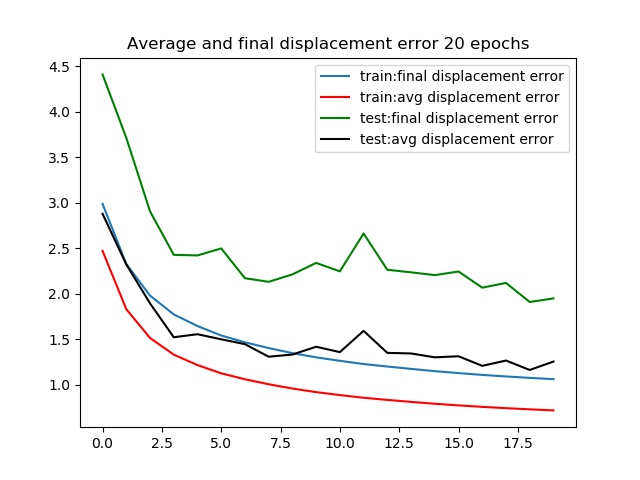 Average and final displacement error 20 epochs
train:final displacement error
train:avg displacement error
test:final displacement error
test:avg displacement error
4.5
4.0
3.5
3.0
2.5
2.0
1.5
1.0
0.0 2.5 5.0 7.5 10.0 12.5 15.0 17.5